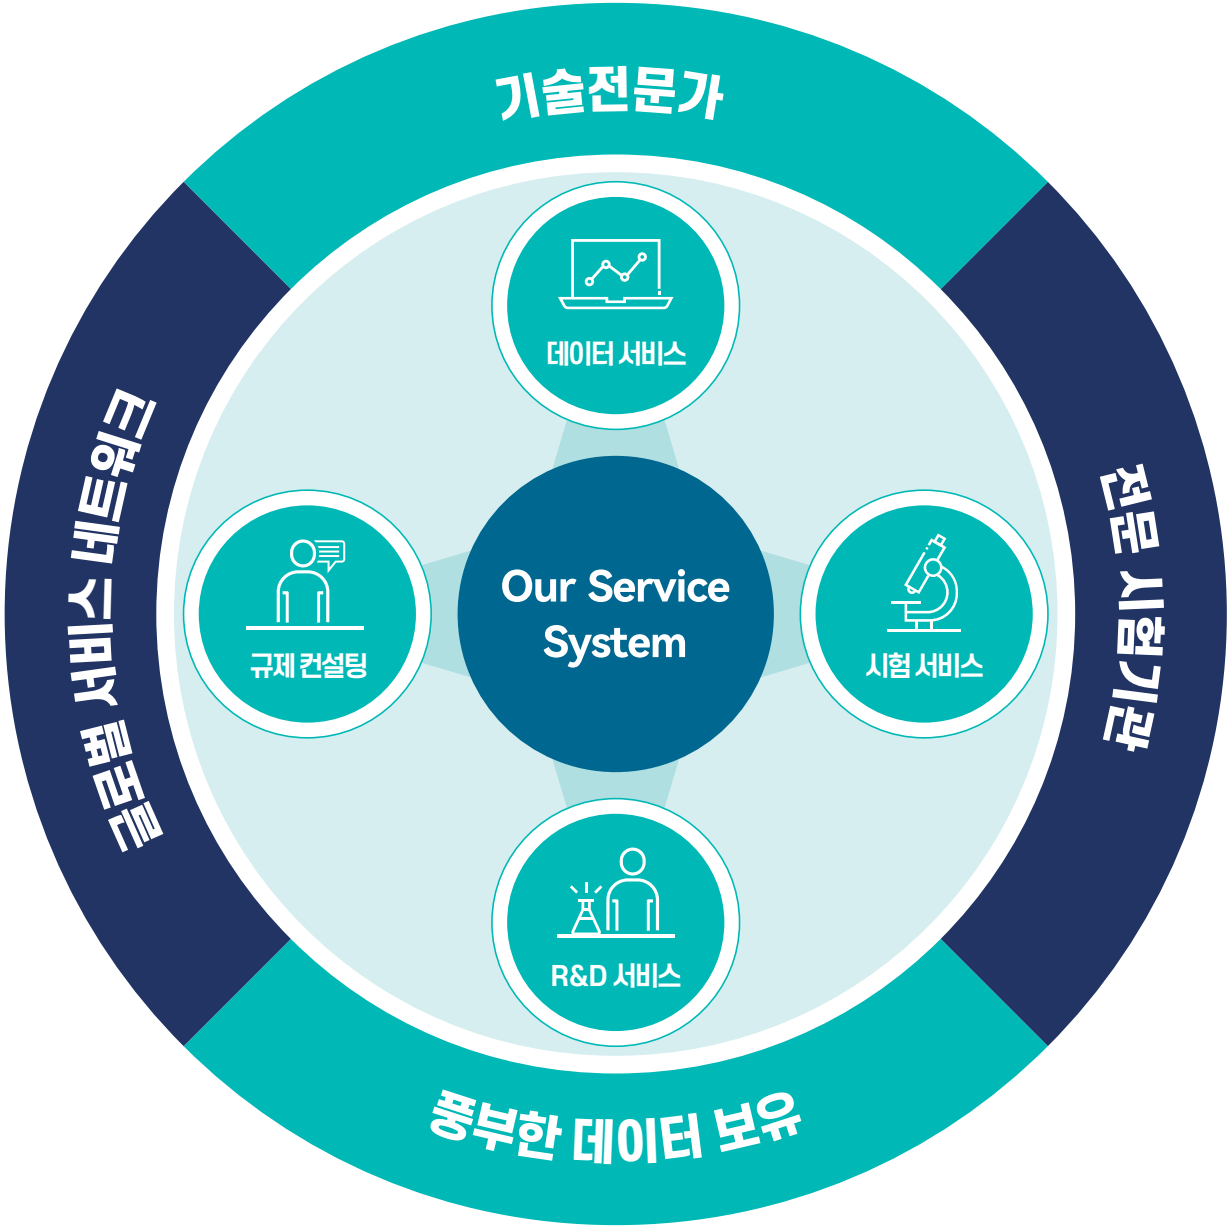 기술전문가
데이터 서비스
글로벌 서비스 네트워크
규제 컨설팅
Our Service
System
시험 서비스
전문 시험기관
R&D 서비스
풍부한 데이터 보유